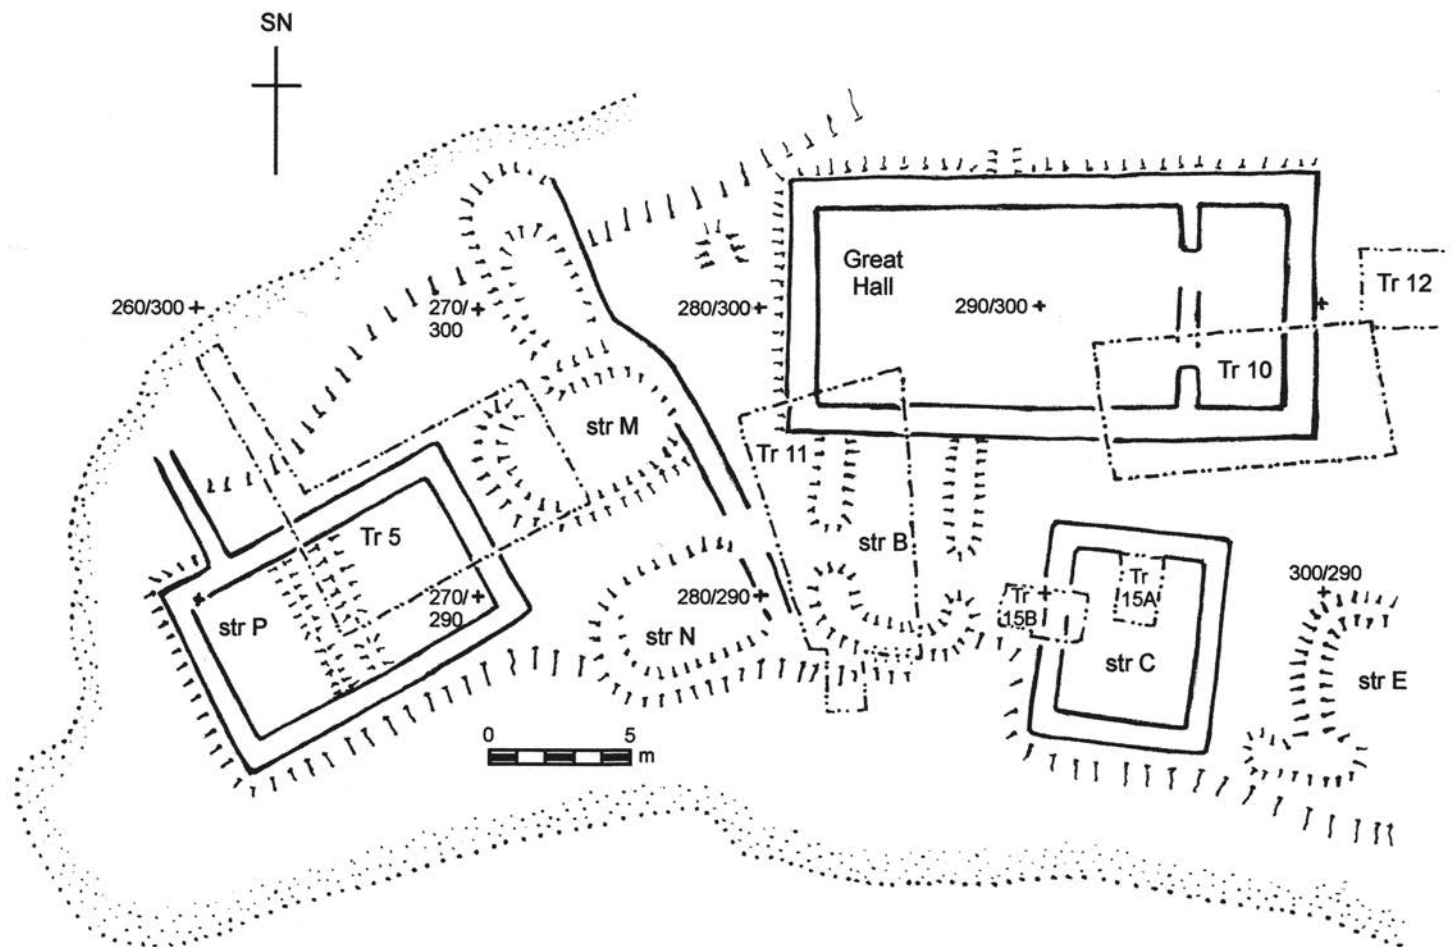 SN
Great
Hall
Tr 12
260/300
270/
300
280/300
290/300
Tr 10
str M
Tr 11
Tr 5
str B
Tr
15A
300/290
Tr
15B
270/
290
280/290
str P
str N
str C
str E
0 5
m